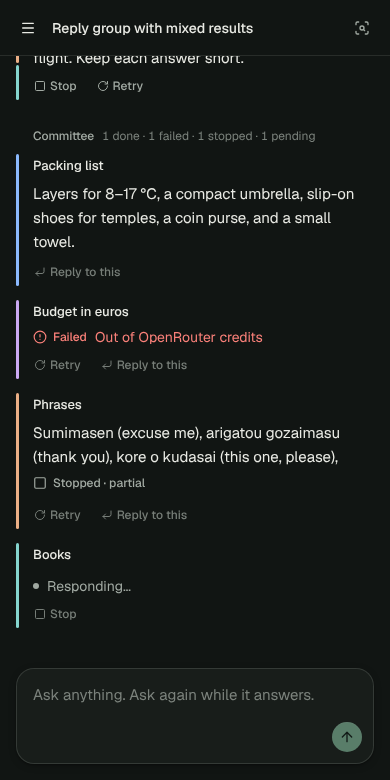 Reply group with mixed results
flight. Keep each answer short.
Stop Retry
Committee 1 done · 1 failed · 1 stopped · 1 pending
Packing list
Layers for 8–17 °C, a compact umbrella, slip-on
shoes for temples, a coin purse, and a small
towel.
Reply to this
Budget in euros
Failed Out of OpenRouter credits
Retry Reply to this
Phrases
Sumimasen (excuse me), arigatou gozaimasu
(thank you), kore o kudasai (this one, please),
Stopped · partial
Retry Reply to this
Books
Responding...
Stop
Ask anything. Ask again while it answers.